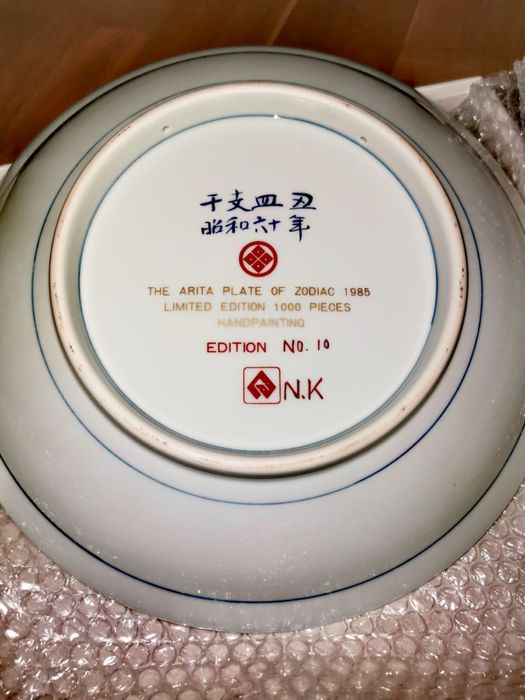 干支皿 丑
昭和六十年
THE ARITA PLATE OF ZODIAC 1985
LIMITED EDITION 1000 PIECES
HANDPAINTING
EDITION NO. 10
N.K